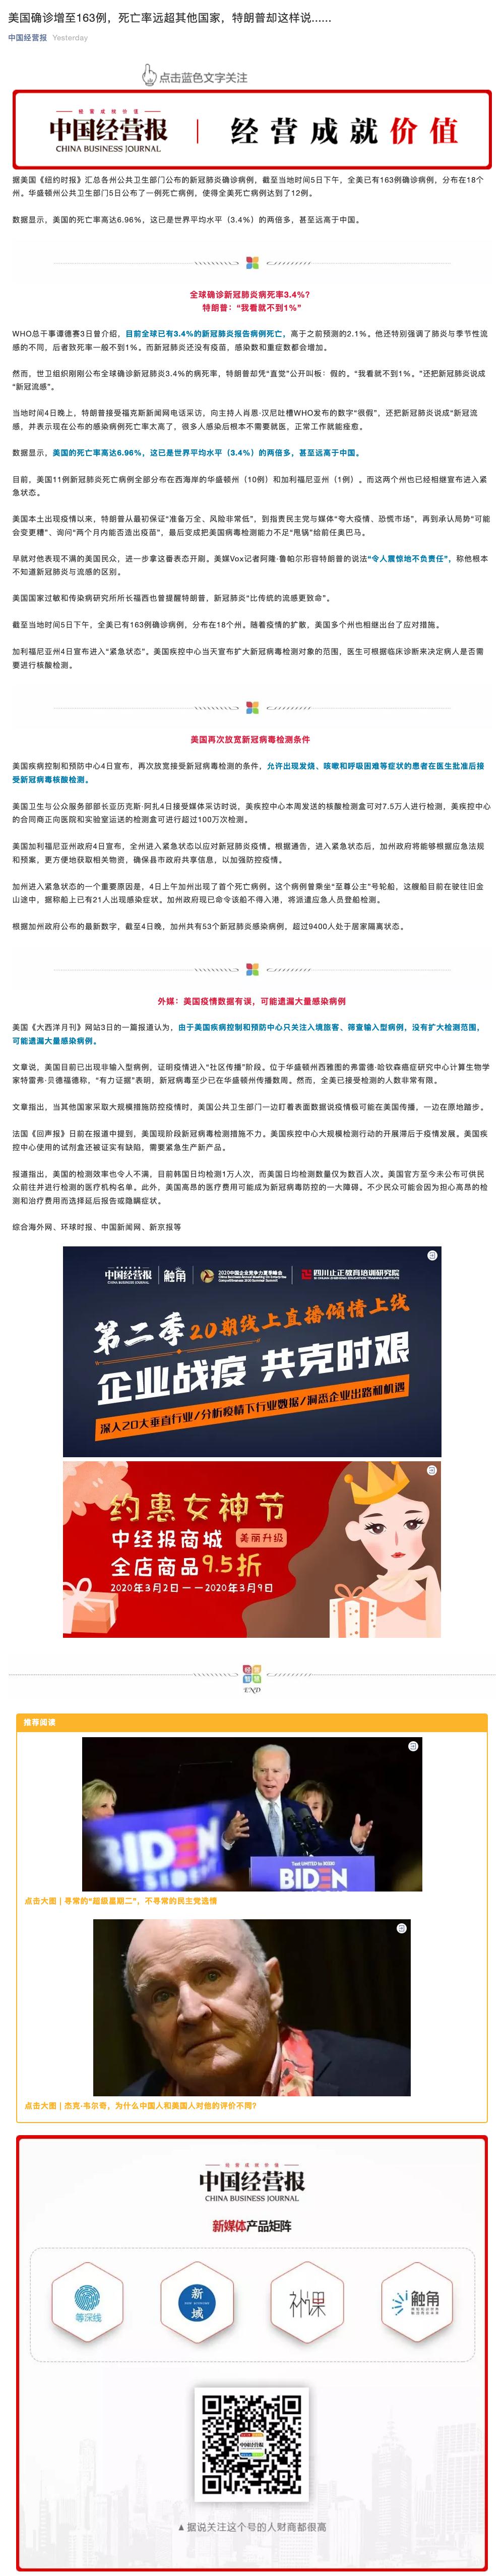 美国确诊增至163例，死亡率远超其他国家，特朗普却这样说......
中国经营报 Yesterday
点击蓝色文字关注
经营成就价值
中国经营报
CHINA BUSINESS JOURNAL
经营成就价值
据美国《纽约时报》汇总各州公共卫生部门公布的新冠肺炎确诊病例，截至当地时间5日下午，全美已有163例确诊病例，分布在18个
州。华盛顿州公共卫生部门5日公布了一例死亡病例，使得全美死亡病例达到了12例。
数据显示，美国的死亡率高达6.96%，这已是世界平均水平（3.4%）的两倍多，甚至远高于中国。
全球确诊新冠肺炎病死率3.4%?
特朗普：“我看就不到1%”
WHO总干事谭德赛3日曾介绍，目前全球已有3.4%的新冠肺炎报告病例死亡，高于之前预测的2.1%。他还特别强调了肺炎与季节性流
感的不同，后者致死率一般不到1%。而新冠肺炎还没有疫苗，感染数和重症数都会增加。
然而，世卫组织刚刚公布全球确诊新冠肺炎3.4%的病死率，特朗普却凭“直觉”公开叫板：假的。“我看就不到1%。”还把新冠肺炎说成
“新冠流感”。
当地时间4日晚上，特朗普接受福克斯新闻网电话采访，向主持人肖恩·汉尼吐槽WHO发布的数字“很假”，还把新冠肺炎说成“新冠流
感，并表示现在公布的感染病例死亡率太高了，很多人感染后根本不需要就医，正常工作就能痊愈。
数据显示，美国的死亡率高达6.96%，这已是世界平均水平（3.4%）的两倍多，甚至远高于中国。
目前，美国11例新冠肺炎死亡病例全部分布在西海岸的华盛顿州（10例）和加利福尼亚州（1例）。而这两个州也已经相继宣布进入紧
急状态。
美国本土出现疫情以来，特朗普从最初保证“准备万全、风险非常低”，到指责民主党与媒体“夸大疫情、恐慌市场”，再到承认局势“可能
会变更糟”、询问“两个月内能否造出疫苗”，最后变成把美国病毒检测能力不足“甩锅”给前任奥巴马。
早就对他表现不满的美国民众，进一步拿这番表态开刷。美媒Vox记者阿隆·鲁帕尔形容特朗普的说法“令人震惊地不负责任”，称他根本
不知道新冠肺炎与流感的区别。
美国国家过敏和传染病研究所所长福西也曾提醒特朗普，新冠肺炎“比传统的流感更致命”。
截至当地时间5日下午，全美已有163例确诊病例，分布在18个州。随着疫情的扩散，美国多个州也相继出台了应对措施。
加利福尼亚州4日宣布进入“紧急状态”。美国疾控中心当天宣布扩大新冠病毒检测对象的范围，医生可根据临床诊断来决定病人是否需
要进行核酸检测。
美国再次放宽新冠病毒检测条件
美国疾病控制和预防中心4日宣布，再次放宽接受新冠病毒检测的条件，允许出现发烧、咳嗽和呼吸困难等症状的患者在医生批准后接
受新冠病毒核酸检测。
美国卫生与公众服务部部长亚历克斯·阿扎4日接受媒体采访时说，美疾控中心本周发送的核酸检测盒可对7.5万人进行检测，美疾控中心
的合同商正向医院和实验室运送的检测盒可进行超过100万次检测。
美国加利福尼亚州政府4日宣布，全州进入紧急状态以应对新冠肺炎疫情。根据通告，进入紧急状态后，加州政府将能够根据应急法规
和预案，更方便地获取相关物资，确保县市政府共享信息，以加强防控疫情。
加州进入紧急状态的一个重要原因是，4日上午加州出现了首个死亡病例。这个病例曾乘坐“至尊公主”号轮船，这艘船目前在驶往旧金
山途中，据称船上已有21人出现感染症状。加州政府现已命令该船不得入港，将派遣应急人员登船检测。
根据加州政府公布的最新数字，截至4日晚，加州共有53个新冠肺炎感染病例，超过9400人处于居家隔离状态。
外媒：美国疫情数据有误，可能遗漏大量感染病例
美国《大西洋月刊》网站3日的一篇报道认为，由于美国疾病控制和预防中心只关注入境旅客、筛查输入型病例，没有扩大检测范围，
可能遗漏大量感染病例。
文章说，美国目前已出现非输入型病例，证明疫情进入“社区传播”阶段。位于华盛顿州西雅图的弗雷德·哈钦森癌症研究中心计算生物学
家特雷弗·贝德福德称，“有力证据”表明，新冠病毒至少已在华盛顿州传播数周。然而，全美已接受检测的人数非常有限。
文章指出，当其他国家采取大规模措施防控疫情时，美国公共卫生部门一边盯着表面数据说疫情极可能在美国传播，一边在原地踏步。
法国《回声报》日前在报道中提到，美国现阶段新冠病毒检测措施不力。美国疾控中心大规模检测行动的开展滞后于疫情发展。美国疾
控中心使用的试剂盒还被证实有缺陷，需要紧急生产新产品。
报道指出，美国的检测效率也令人不满，目前韩国日均检测1万人次，而美国日均检测数量仅为数百人次。美国官方至今未公布可供民
众前往并进行检测的医疗机构名单。此外，美国高昂的医疗费用可能成为新冠病毒防控的一大障碍。不少民众可能会因为担心高昂的检
测和治疗费用而选择延后报告或隐瞒症状。
综合海外网、环球时报、中国新闻网、新京报等
中国经营报 触角 2020中国企业竞争力夏季峰会 四川止正教育培训研究院
第二季20期线上直播倾情上线
企业战疫 共克时艰
深入20大垂直行业/分析疫情下行业数据/洞悉企业出路和机遇
约惠女神节
中经报商城 美丽升级
全店商品9.5折
2020年3月2日——2020年3月9日
END
推荐阅读
BIDEN
Text UNITED to 30330
BIDEN
点击大图 | 寻常的“超级星期二”，不寻常的民主党选情
点击大图 | 杰克·韦尔奇，为什么中国人和美国人对他的评价不同?
经营成就价值
中国经营报
CHINA BUSINESS JOURNAL
新媒体产品矩阵
等深线
新域
补课
触角
中国经营报
▲据说关注这个号的人财商都很高